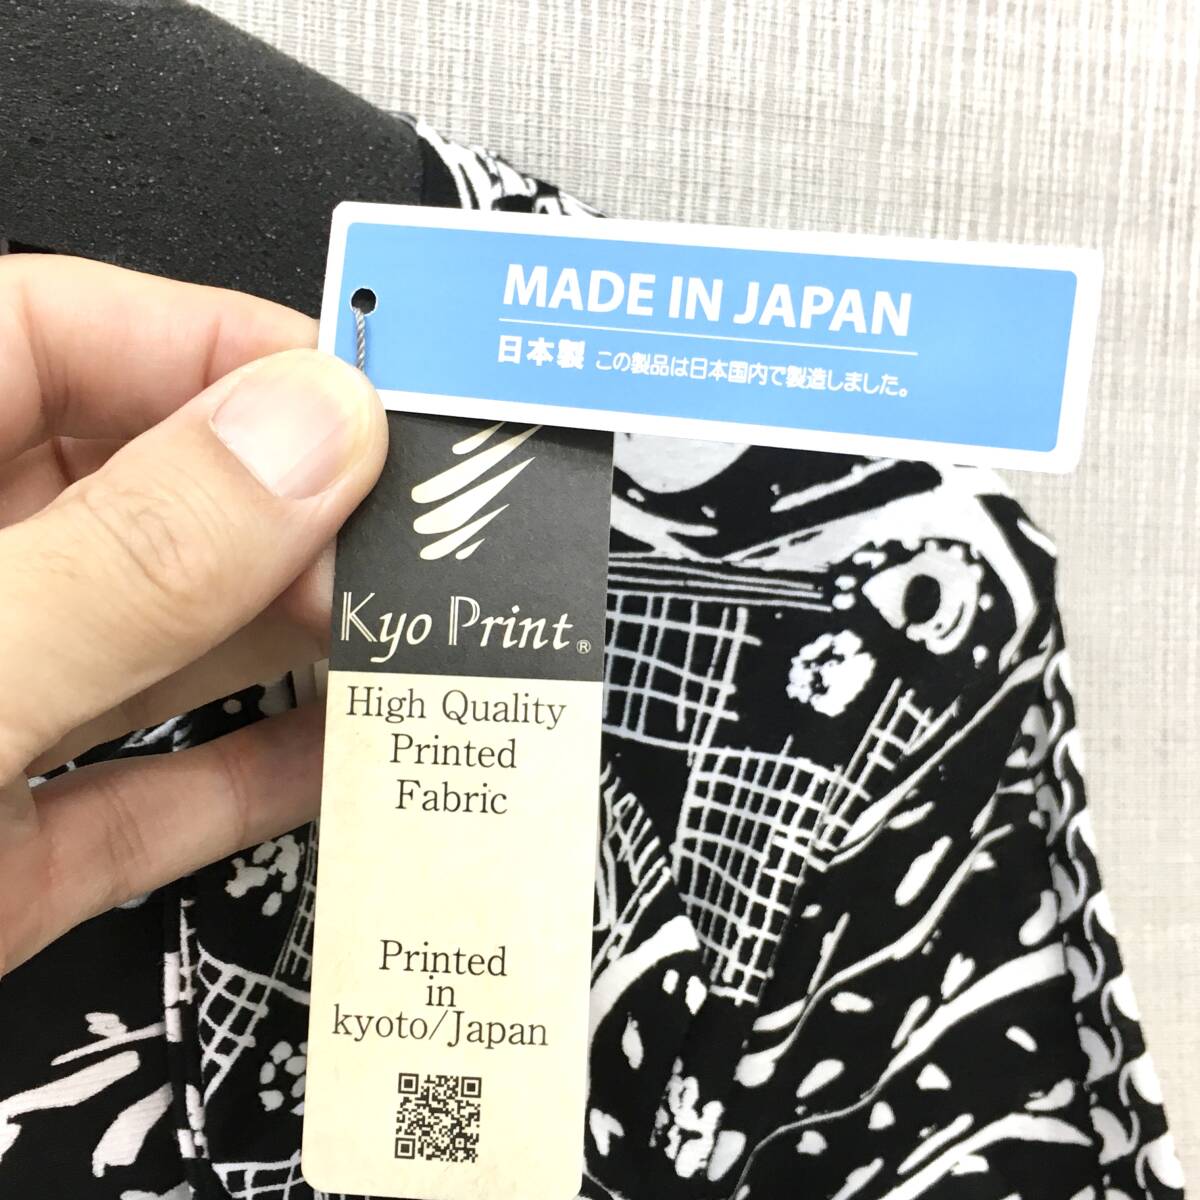 MADE IN JAPAN
日本製 この製品は日本国内で製造しました。
Kyo Print®
High Quality
Printed
Fabric
Printed
in
kyoto/Japan